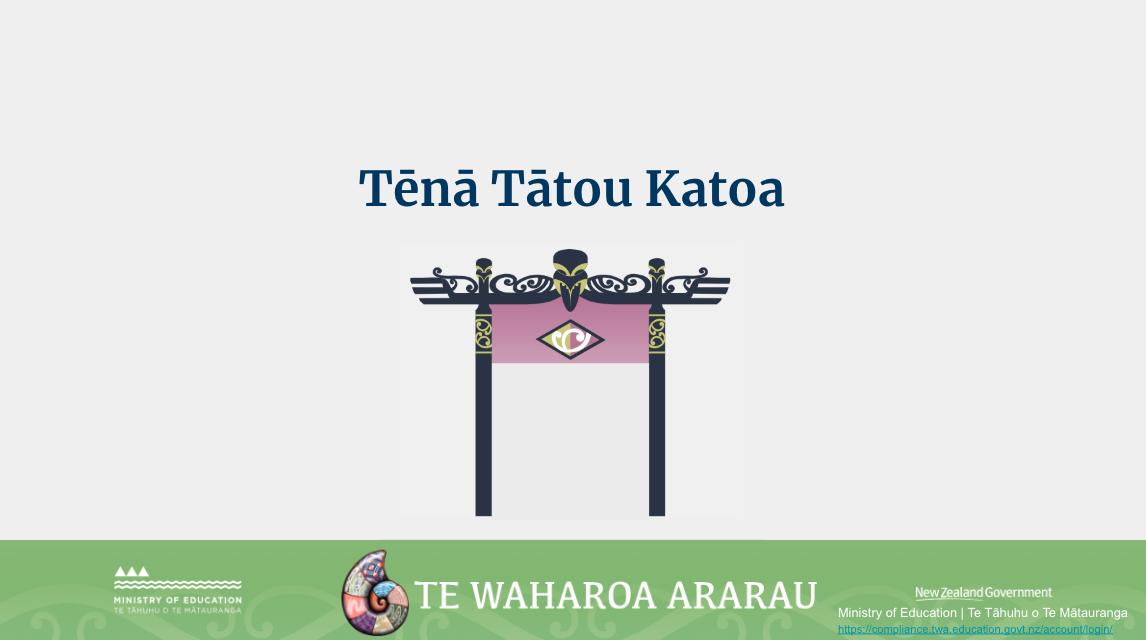 Tēnā Tātou Katoa
MINISTRY OF EDUCATION
TE TĀHUHU O TE MĀTAURANGA
TE WAHAROA ARARAU
New Zealand Government
Ministry of Education | Te Tāhuhu o Te Mātauranga
https://compliance.twa.education.govt.nz/account/login/